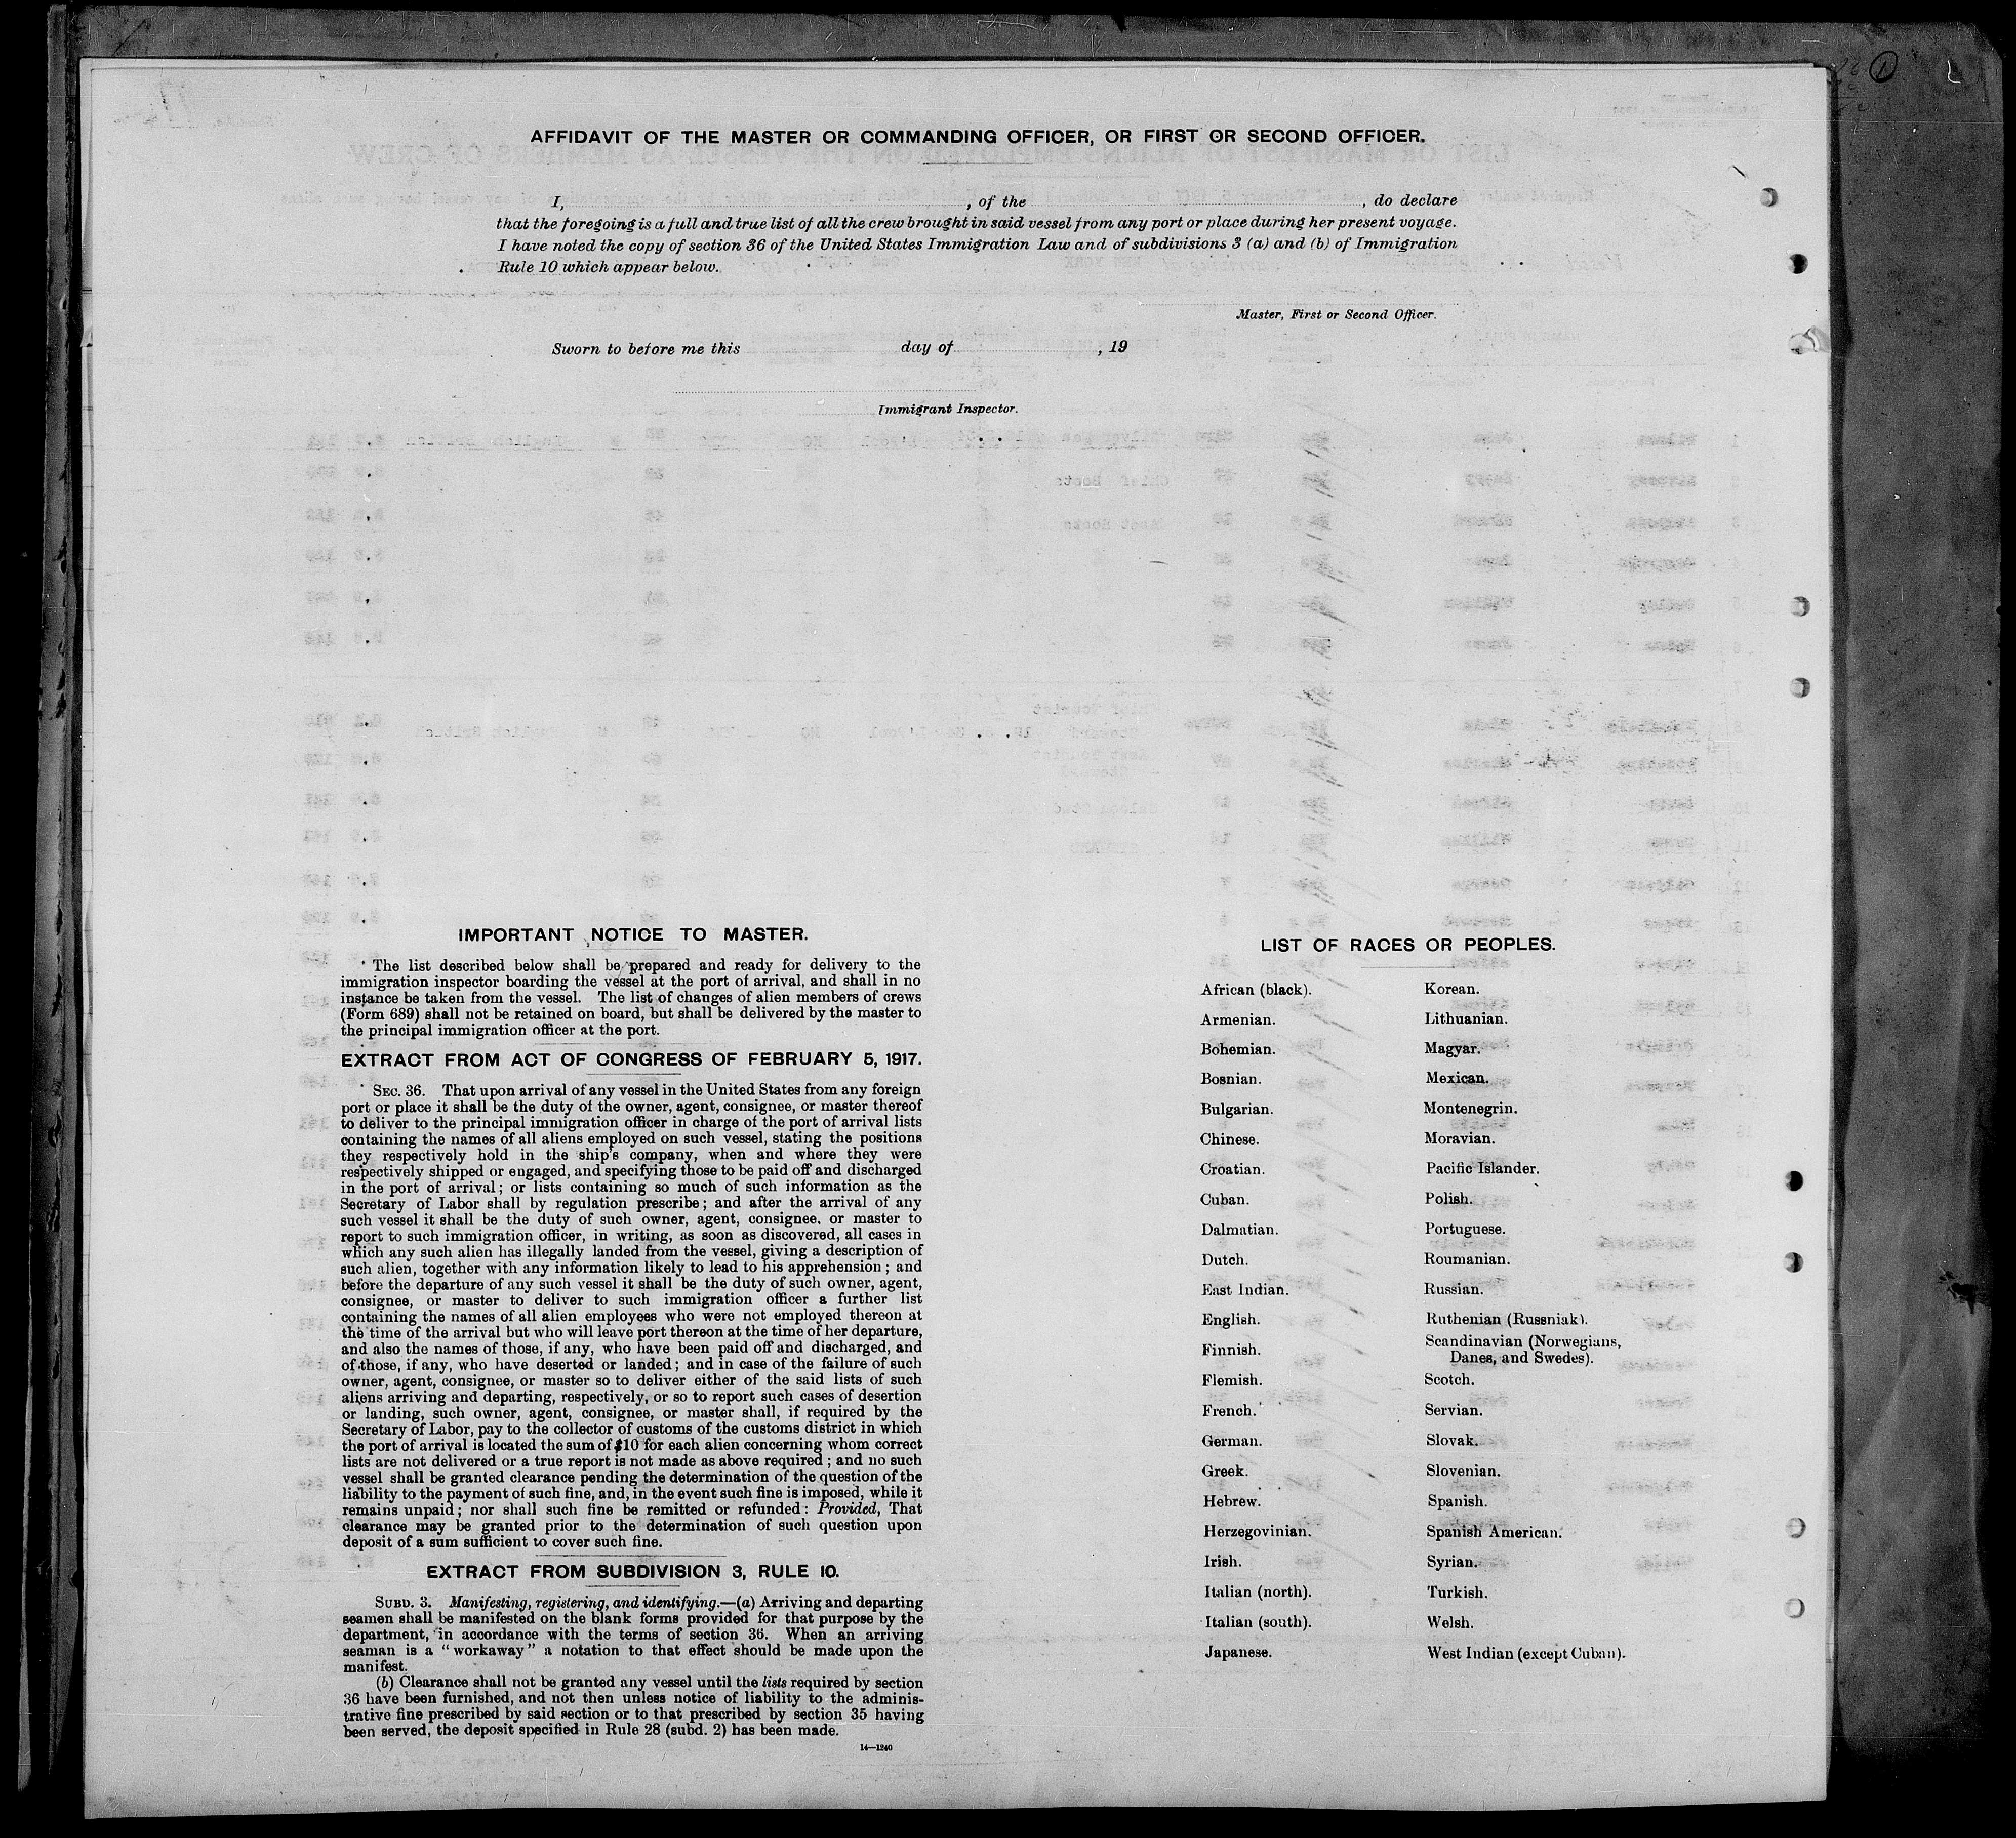 AFFIDAVIT OF THE MASTER OR COMMANDING OFFICER, OR FIRST OR SECOND OFFICER.
I, , of the , do declare
that the foregoing is a full and true list of all the crew brought in said vessel from any port or place during her present voyage.
I have noted the copy of section 36 of the United States Immigration Law and of subdivisions 3 (a) and (b) of Immigration
Rule 10 which appear below.
Master, First or Second Officer.
Sworn to before me this day of , 19
Immigrant Inspector.
IMPORTANT NOTICE TO MASTER.
The list described below shall be prepared and ready for delivery to the
immigration inspector boarding the vessel at the port of arrival, and shall in no
instance be taken from the vessel. The list of changes of alien members of crews
(Form 689) shall not be retained on board, but shall be delivered by the master to
the principal immigration officer at the port.
EXTRACT FROM ACT OF CONGRESS OF FEBRUARY 5, 1917.
SEC. 36. That upon arrival of any vessel in the United States from any foreign
port or place it shall be the duty of the owner, agent, consignee, or master thereof
to deliver to the principal immigration officer in charge of the port of arrival lists
containing the names of all aliens employed on such vessel, stating the positions
they respectively hold in the ship's company, when and where they were
respectively shipped or engaged, and specifying those to be paid off and discharged
in the port of arrival; or lists containing so much of such information as the
Secretary of Labor shall by regulation prescribe; and after the arrival of any
such vessel it shall be the duty of such owner, agent, consignee, or master to
report to such immigration officer, in writing, as soon as discovered, all cases in
which any such alien has illegally landed from the vessel, giving a description of
such alien, together with any information likely to lead to his apprehension; and
before the departure of any such vessel it shall be the duty of such owner, agent,
consignee, or master to deliver to such immigration officer a further list
containing the names of all alien employees who were not employed thereon at
the time of the arrival but who will leave port thereon at the time of her departure,
and also the names of those, if any, who have been paid off and discharged, and
of those, if any, who have deserted or landed; and in case of the failure of such
owner, agent, consignee, or master so to deliver either of the said lists of such
aliens arriving and departing, respectively, or so to report such cases of desertion
or landing, such owner, agent, consignee, or master shall, if required by the
Secretary of Labor, pay to the collector of customs of the customs district in which
the port of arrival is located the sum of $10 for each alien concerning whom correct
lists are not delivered or a true report is not made as above required; and no such
vessel shall be granted clearance pending the determination of the question of the
liability to the payment of such fine, and, in the event such fine is imposed, while it
remains unpaid; nor shall such fine be remitted or refunded: Provided, That
clearance may be granted prior to the determination of such question upon
deposit of a sum sufficient to cover such fine.
EXTRACT FROM SUBDIVISION 3, RULE 10.
SUBD. 3. Manifesting, registering, and identifying.—(a) Arriving and departing
seamen shall be manifested on the blank forms provided for that purpose by the
department, in accordance with the terms of section 36. When an arriving
seaman is a "workaway" a notation to that effect should be made upon the
manifest.
(b) Clearance shall not be granted any vessel until the lists required by section
36 have been furnished, and not then unless notice of liability to the adminis-
trative fine prescribed by said section or to that prescribed by section 35 having
been served, the deposit specified in Rule 28 (subd. 2) has been made.
14—1240
LIST OF RACES OR PEOPLES.
African (black).
Armenian.
Bohemian.
Bosnian.
Bulgarian.
Chinese.
Croatian.
Cuban.
Dalmatian.
Dutch.
East Indian.
English.
Finnish.
Flemish.
French.
German.
Greek.
Hebrew.
Herzegovinian.
Irish.
Italian (north).
Italian (south).
Japanese.
Korean.
Lithuanian.
Magyar.
Mexican.
Montenegrin.
Moravian.
Pacific Islander.
Polish.
Portuguese.
Roumanian.
Russian.
Ruthenian (Russniak).
Scandinavian (Norwegians,
Danes, and Swedes).
Scotch.
Servian.
Slovak.
Slovenian.
Spanish.
Spanish American.
Syrian.
Turkish.
Welsh.
West Indian (except Cuban).